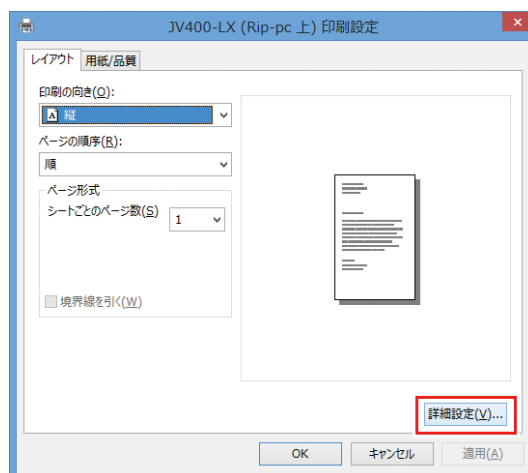 JV400-LX (Rip-pc 上) 印刷設定
×
レイアウト 用紙/品質
印刷の向き(O):
A 縦
ページの順序(R):
順
ページ形式
シートごとのページ数(S) 1
境界線を引く(W)
詳細設定(V)...
OK キャンセル 適用(A)